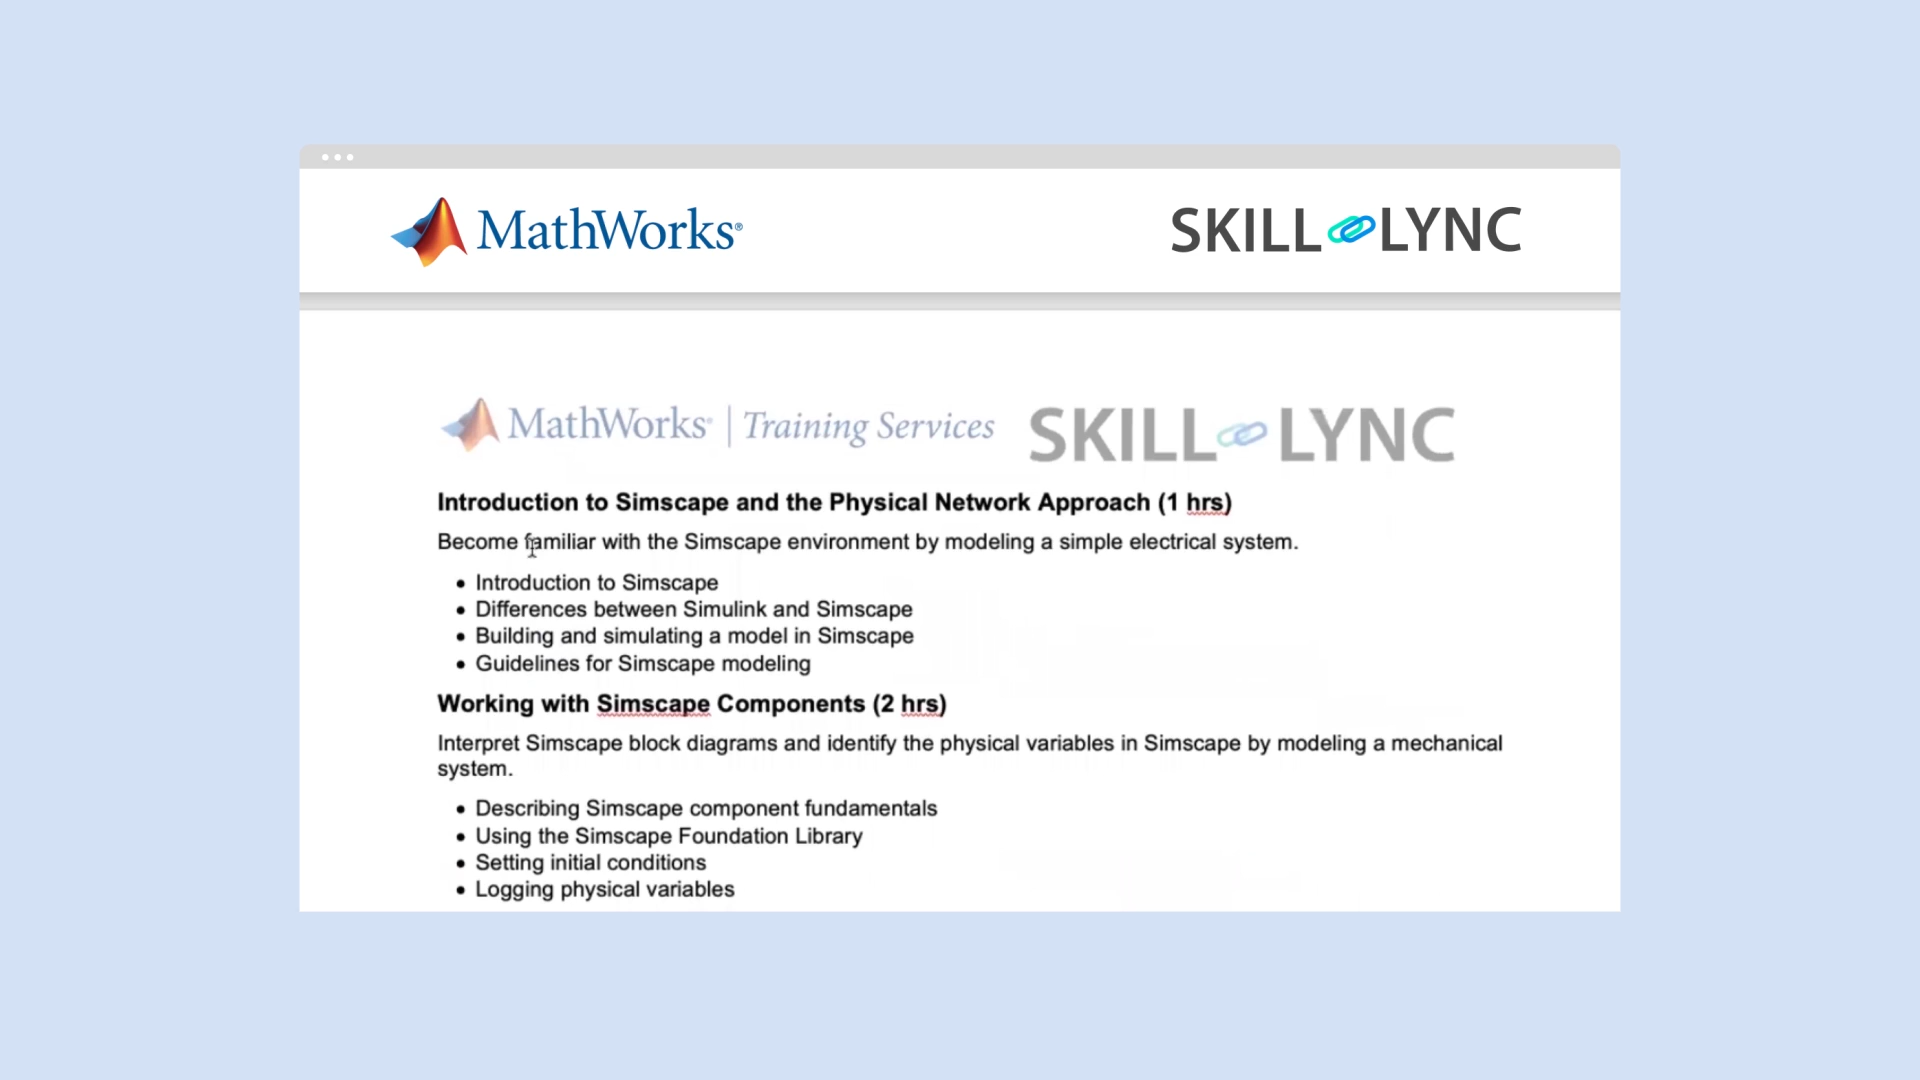 MathWorks® SKILL LYNC
MathWorks® | Training Services SKILL LYNC
Introduction to Simscape and the Physical Network Approach (1 hrs)
Become familiar with the Simscape environment by modeling a simple electrical system.
• Introduction to Simscape
• Differences between Simulink and Simscape
• Building and simulating a model in Simscape
• Guidelines for Simscape modeling
Working with Simscape Components (2 hrs)
Interpret Simscape block diagrams and identify the physical variables in Simscape by modeling a mechanical
system.
• Describing Simscape component fundamentals
• Using the Simscape Foundation Library
• Setting initial conditions
• Logging physical variables